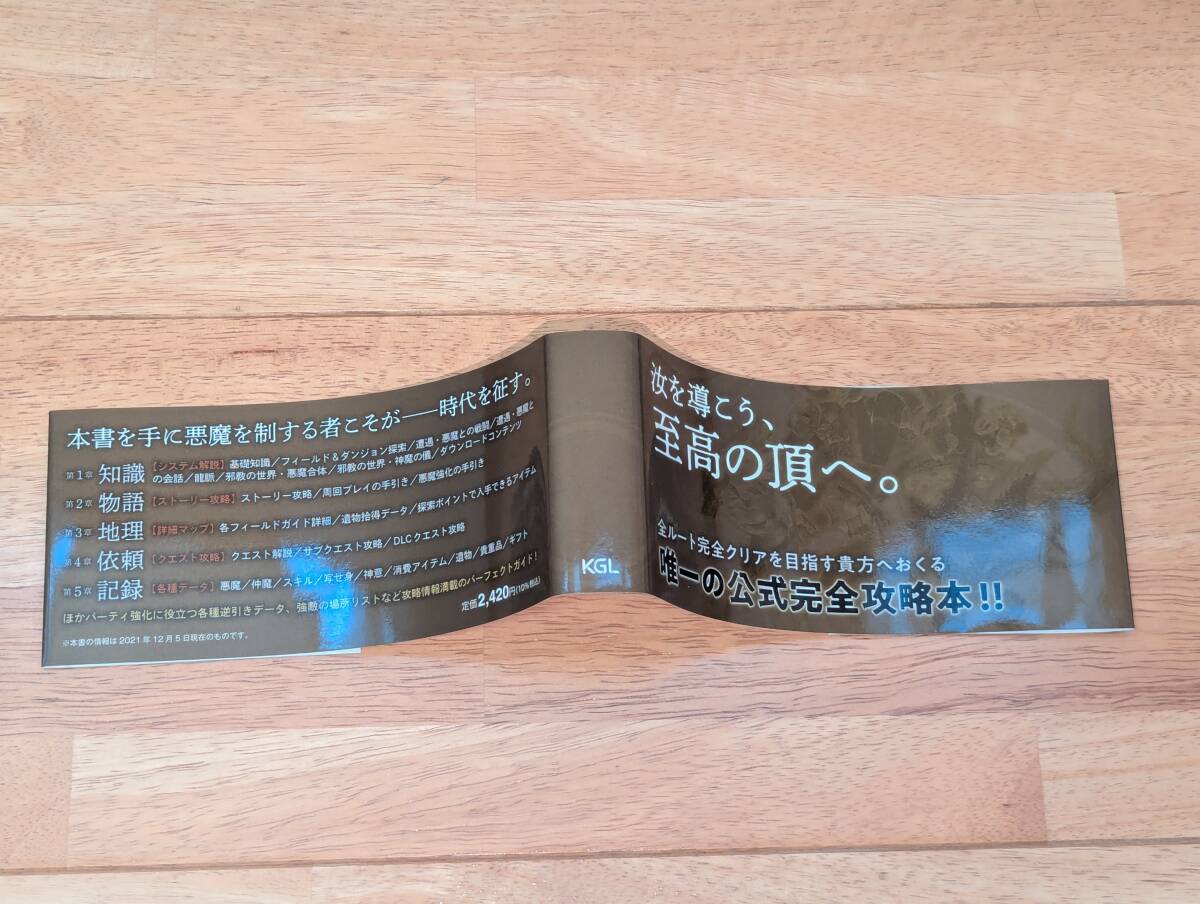 本書を手に悪魔を制する者こそが――時代を征す。
第1章 知識 【システム解説】基礎知識／フィールド＆ダンジョン探索／遭遇・悪魔との戦闘／遭遇・悪魔と
の会話／龍脈／邪教の世界・悪魔合体／邪教の世界・神魔の儀／ダウンロードコンテンツ
第2章 物語 【ストーリー攻略】ストーリー攻略／周回プレイの手引き／悪魔強化の手引き
第3章 地理 【詳細マップ】各フィールドガイド詳細／遺物拾得データ／探索ポイントで入手できるアイテム
第4章 依頼 【クエスト攻略】クエスト解説／サブクエスト攻略／DLCクエスト攻略
第5章 記録 【各種データ】悪魔／仲魔／スキル／写せ身／神意／消費アイテム／遺物／貴重品／ギフト
ほかパーティ強化に役立つ各種逆引きデータ、強敵の場所リストなど攻略情報満載のパーフェクトガイド！
※本書の情報は2021年12月5日現在のものです。
定価2,420円(10%税込)
KGL
汝を導こう、
至高の頂へ。
全ルート完全クリアを目指す貴方へおくる
唯一の公式完全攻略本!!